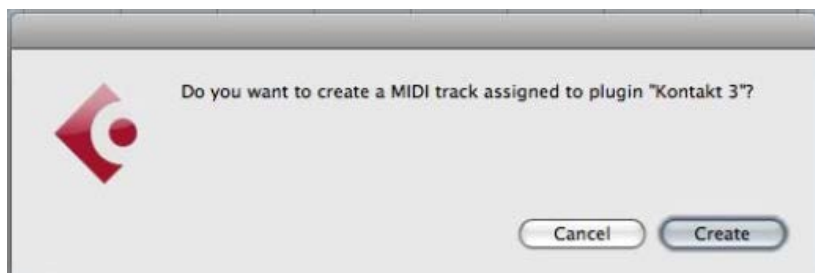 Do you want to create a MIDI track assigned to plugin "Kontakt 3"?
Cancel
Create